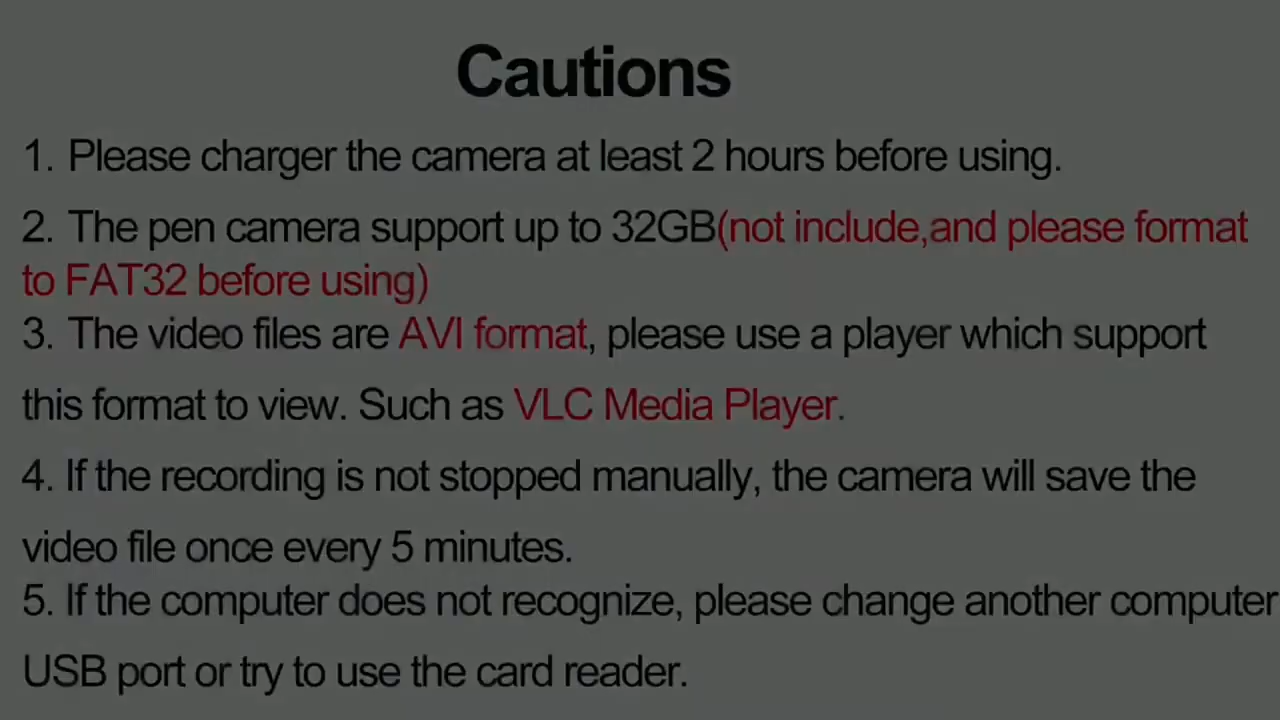 Cautions
1. Please charger the camera at least 2 hours before using.
2. The pen camera support up to 32GB(not include,and please format
to FAT32 before using)
3. The video files are AVI format, please use a player which support
this format to view. Such as VLC Media Player.
4. If the recording is not stopped manually, the camera will save the
video file once every 5 minutes.
5. If the computer does not recognize, please change another computer
USB port or try to use the card reader.